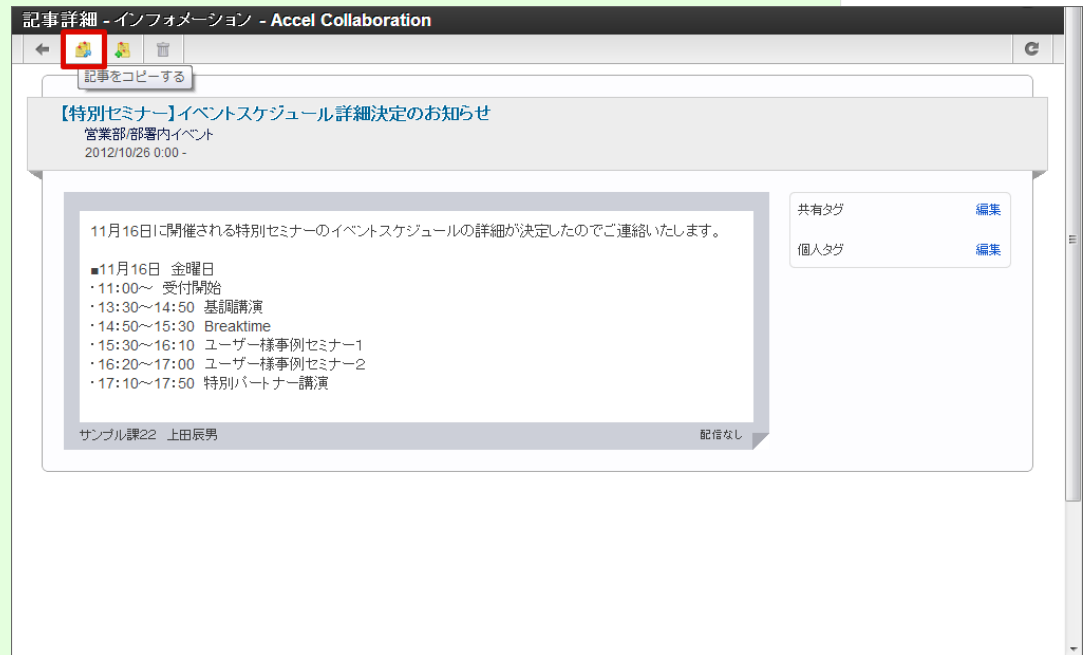 記事詳細 - インフォメーション - Accel Collaboration
記事をコピーする
【特別セミナー】イベントスケジュール詳細決定のお知らせ
営業部/部署内イベント
2012/10/26 0:00 -
11月16日に開催される特別セミナーのイベントスケジュールの詳細が決定したのでご連絡いたします。
■11月16日 金曜日
・11:00～ 受付開始
・13:30～14:50 基調講演
・14:50～15:30 Breaktime
・15:30～16:10 ユーザー様事例セミナー1
・16:20～17:00 ユーザー様事例セミナー2
・17:10～17:50 特別パートナー講演
サンプル課22 上田辰男 配信なし
共有タグ 編集
個人タグ 編集